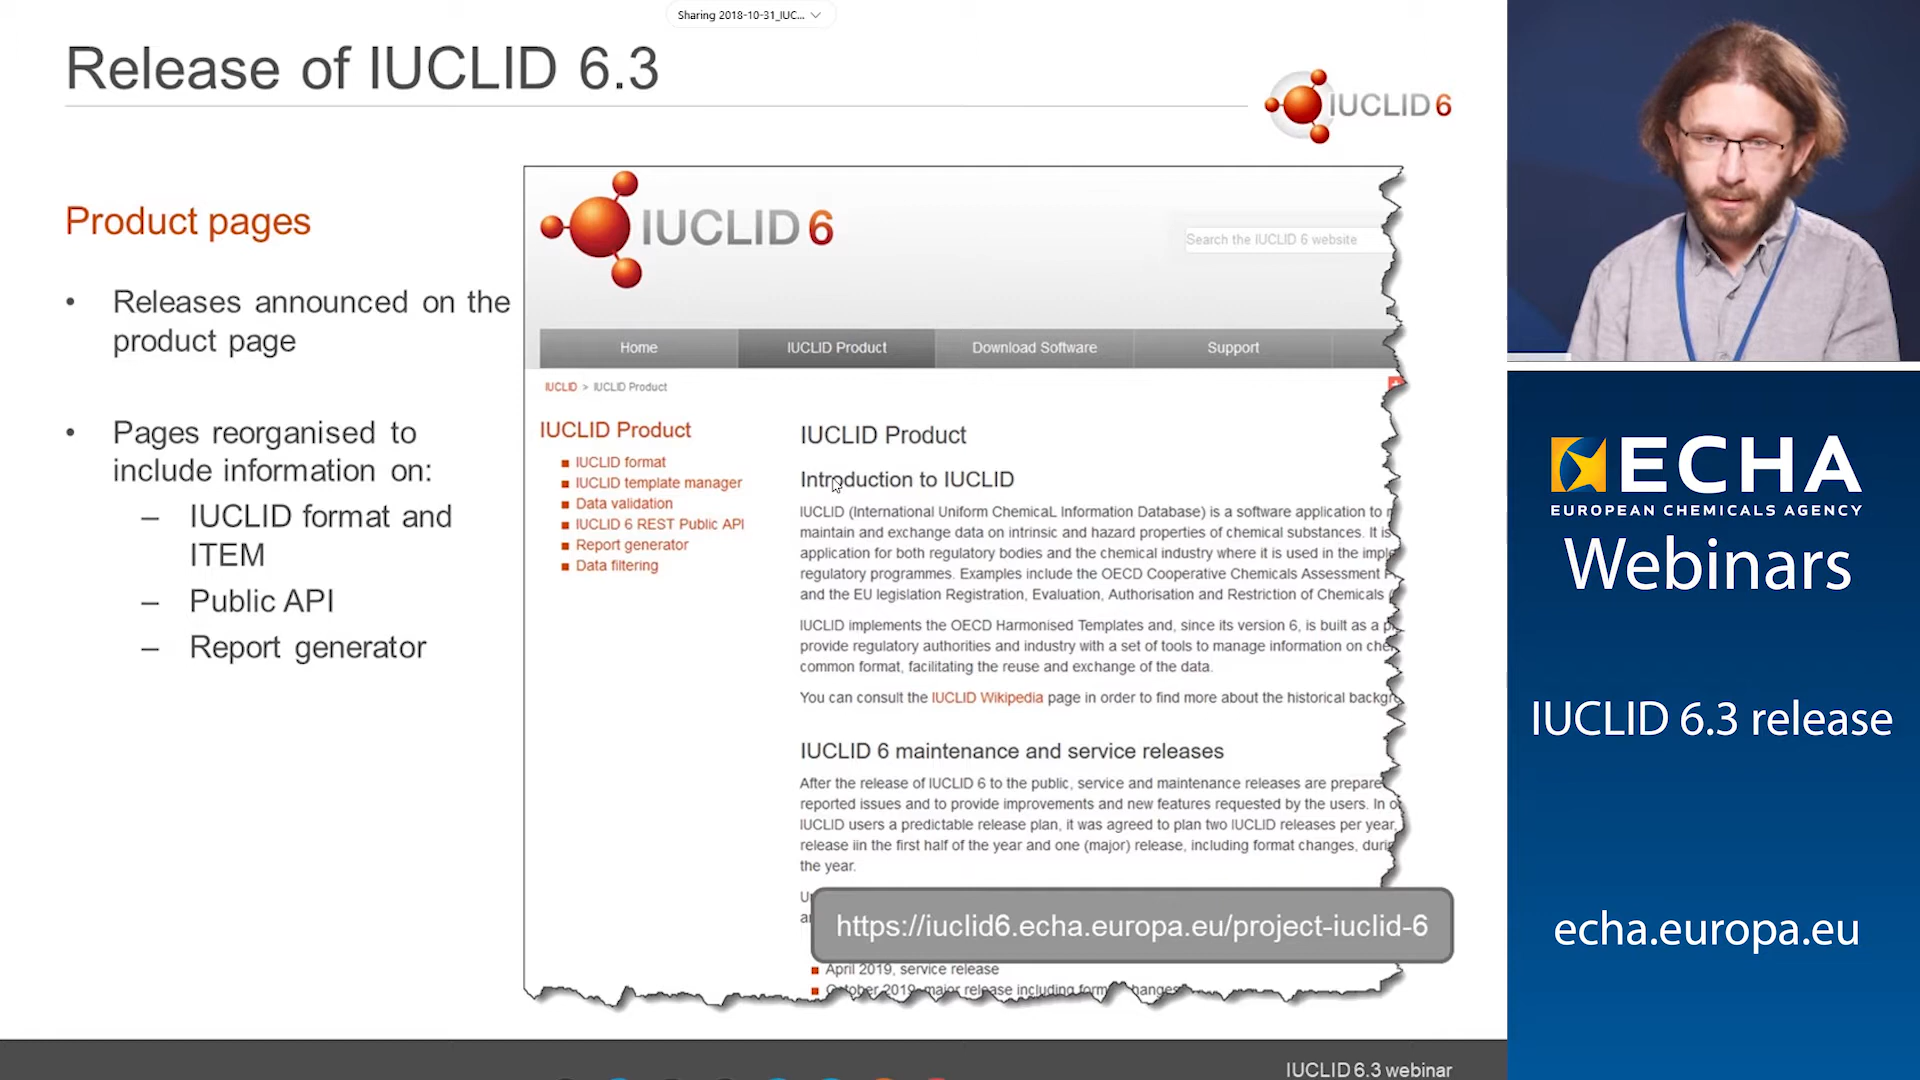 Sharing 2018-10-31_IUC...
Release of IUCLID 6.3
IUCLID 6
Product pages
• Releases announced on the
product page
• Pages reorganised to
include information on:
– IUCLID format and
ITEM
– Public API
– Report generator
IUCLID 6
Search the IUCLID 6 website
Home
IUCLID Product
Download Software
Support
IUCLID > IUCLID Product
IUCLID Product
IUCLID format
IUCLID template manager
Data validation
IUCLID 6 REST Public API
Report generator
Data filtering
IUCLID Product
Introduction to IUCLID
IUCLID (International Uniform ChemicaL Information Database) is a software application to
maintain and exchange data on intrinsic and hazard properties of chemical substances. It is
application for both regulatory bodies and the chemical industry where it is used in the
regulatory programmes. Examples include the OECD Cooperative Chemicals Assessment
and the EU legislation Registration, Evaluation, Authorisation and Restriction of Chemicals
IUCLID implements the OECD Harmonised Templates and, since its version 6, is built as a
provide regulatory authorities and industry with a set of tools to manage information on
common format, facilitating the reuse and exchange of the data.
You can consult the IUCLID Wikipedia page in order to find more about the historical
IUCLID 6 maintenance and service releases
After the release of IUCLID 6 to the public, service and maintenance releases are
reported issues and to provide improvements and new features requested by the users. In
IUCLID users a predictable release plan, it was agreed to plan two IUCLID releases per year,
release iin the first half of the year and one (major) release, including format changes,
the year.
https://iuclid6.echa.europa.eu/project-iuclid-6
April 2019, service release
October 2019, major release including format changes
IUCLID 6.3 webinar
ECHA
EUROPEAN CHEMICALS AGENCY
Webinars
IUCLID 6.3 release
echa.europa.eu